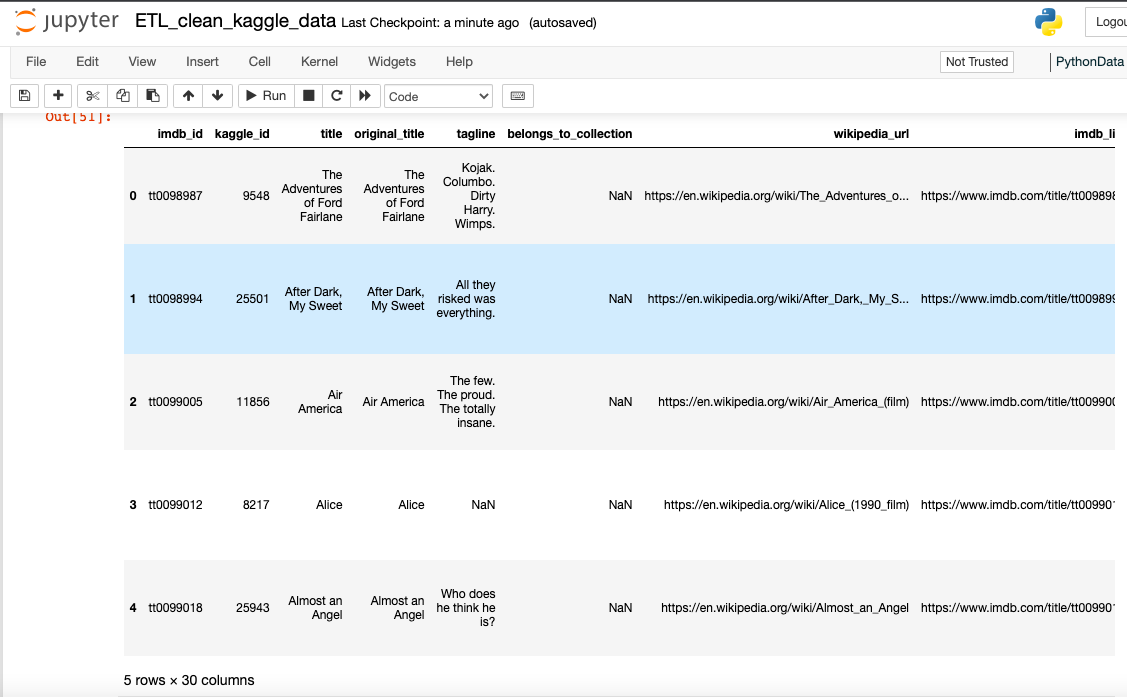 jupyter ETL_clean_kaggle_data Last Checkpoint: a minute ago (autosaved)
Logou
File Edit View Insert Cell Kernel Widgets Help Not Trusted PythonData
Run Code
Out[51]:
imdb_id kaggle_id title original_title tagline belongs_to_collection wikipedia_url imdb_li
The
Adventures
of Ford
Fairlane
The
Adventures
of Ford
Fairlane
Kojak.
Columbo.
Dirty
Harry.
Wimps.
0 tt0098987 9548 NaN https://en.wikipedia.org/wiki/The_Adventures_o... https://www.imdb.com/title/tt009898
1 tt0098994 25501 After Dark,
My Sweet
After Dark,
My Sweet
All they
risked was
everything.
NaN https://en.wikipedia.org/wiki/After_Dark,_My_S... https://www.imdb.com/title/tt009899
2 tt0099005 11856 Air
America
Air America
The few.
The proud.
The totally
insane.
NaN https://en.wikipedia.org/wiki/Air_America_(film) https://www.imdb.com/title/tt009900
3 tt0099012 8217 Alice Alice NaN NaN https://en.wikipedia.org/wiki/Alice_(1990_film) https://www.imdb.com/title/tt009901
4 tt0099018 25943 Almost an
Angel
Almost an
Angel
Who does
he think he
is?
NaN https://en.wikipedia.org/wiki/Almost_an_Angel https://www.imdb.com/title/tt009901
5 rows × 30 columns